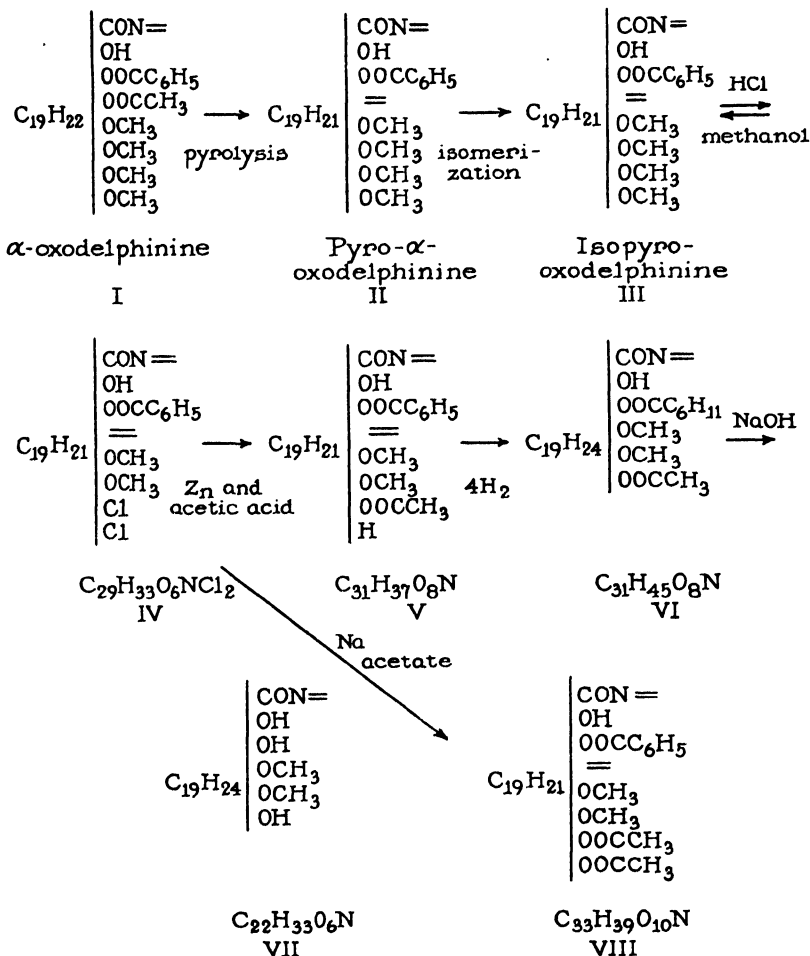 CON=
OH
OOCC6H5
OOCCH3
OCH3
OCH3
OCH3
OCH3
C19H22
pyrolysis
α-oxodelphinine
I
CON=
OH
OOCC6H5
=
OCH3
OCH3
OCH3
OCH3
C19H21
isomeri-
zation
Pyro-α-
oxodelphinine
II
CON=
OH
OOCC6H5
=
OCH3
OCH3
OCH3
OCH3
C19H21
HCl
methanol
Isopyro-
oxodelphinine
III
CON=
OH
OOCC6H5
=
OCH3
OCH3
Cl
Cl
C19H21
Zn and
acetic acid
C29H33O6NCl2
IV
CON=
OH
OOCC6H5
=
OCH3
OCH3
OOCCH3
H
C19H21
4H2
C31H37O8N
V
CON=
OH
OOCC6H11
OCH3
OCH3
OOCCH3
C19H24
NaOH
C31H45O8N
VI
Na
acetate
CON=
OH
OH
OCH3
OCH3
OH
C19H24
C22H33O6N
VII
CON=
OH
OOCC6H5
=
OCH3
OCH3
OOCCH3
OOCCH3
C19H21
C33H39O10N
VIII